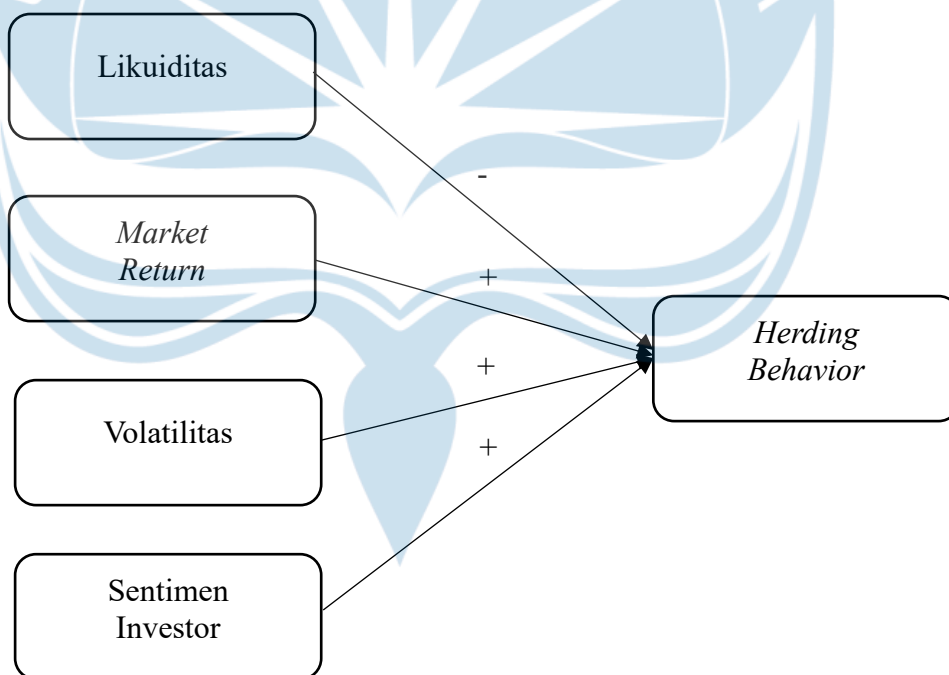 Likuiditas
-
Market
Return
+
Herding
Behavior
+
Volatilitas
+
Sentimen
Investor